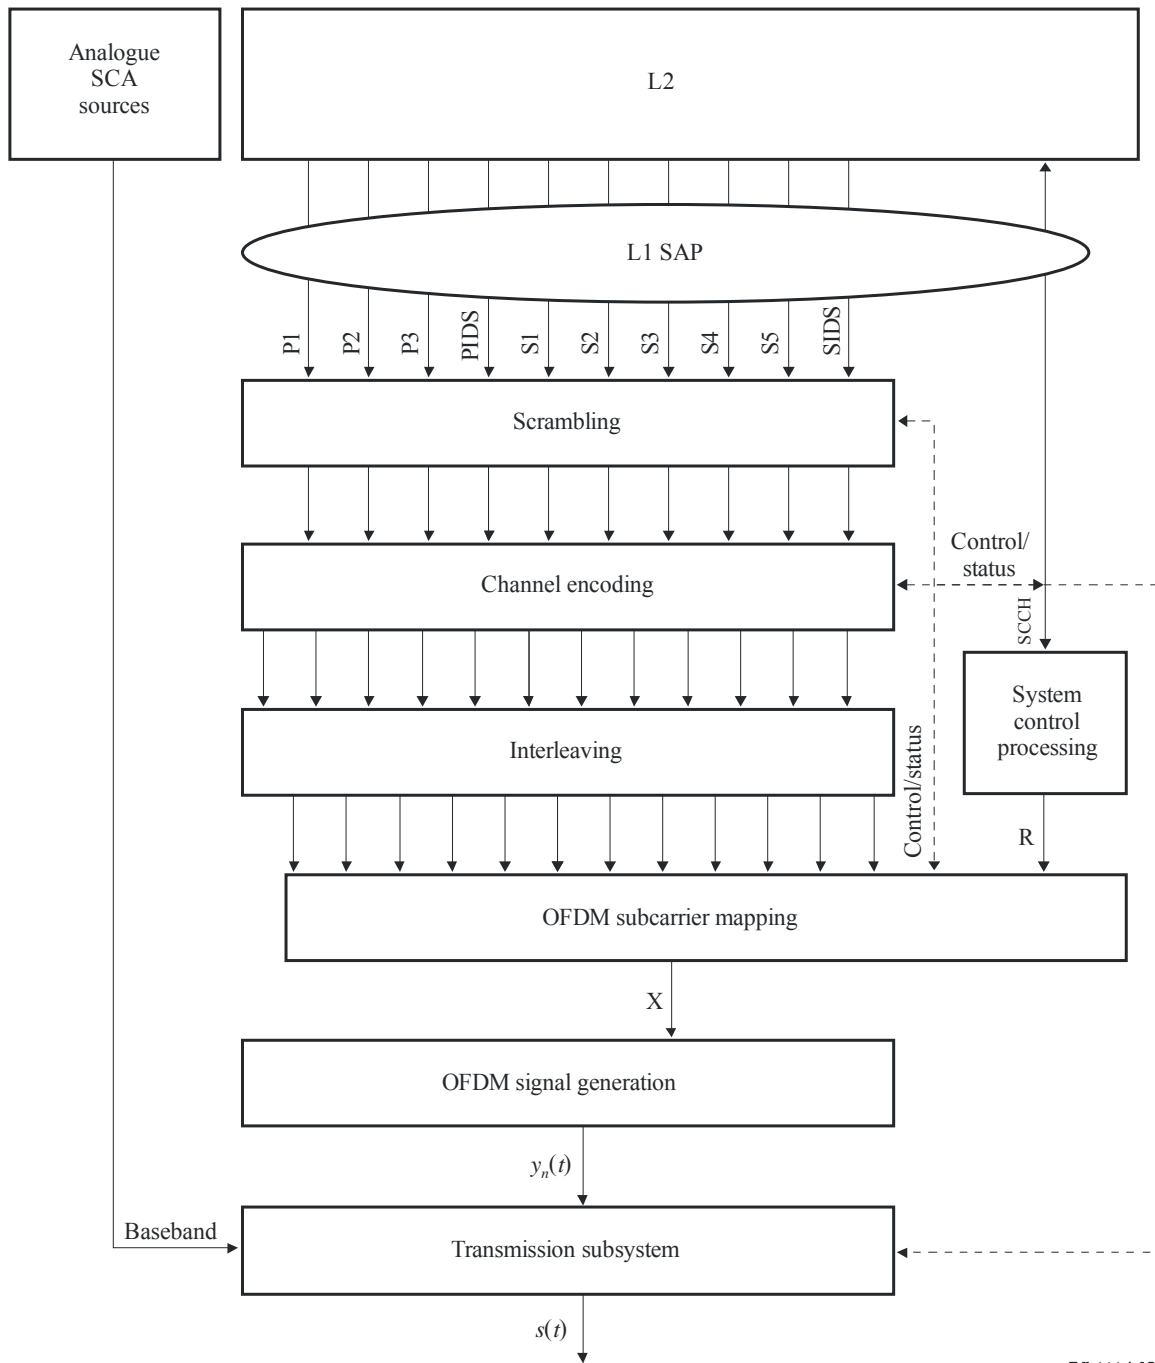 Analogue
SCA
sources
L2
L1 SAP
P1
P2
P3
PIDS
S1
S2
S3
S4
S5
SIDS
Scrambling
Control/
status
Channel encoding
SCCH
System
control
processing
Interleaving
Control/status
R
OFDM subcarrier mapping
X
OFDM signal generation
yn(t)
Baseband
Transmission subsystem
s(t)